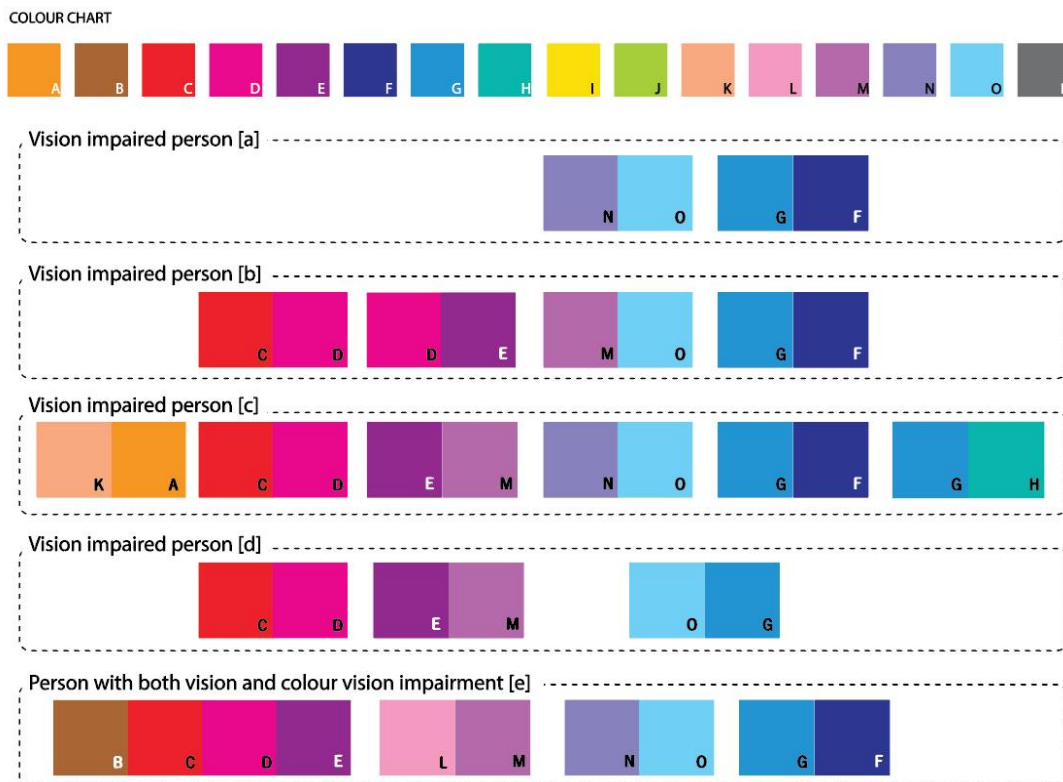 COLOUR CHART
A B C D E F G H I J K L M N O
Vision impaired person [a]
N O G F
Vision impaired person [b]
C D D E M O G F
Vision impaired person [c]
K A C D E M N O G F G H
Vision impaired person [d]
C D E M O G
Person with both vision and colour vision impairment [e]
B C D E L M N O G F